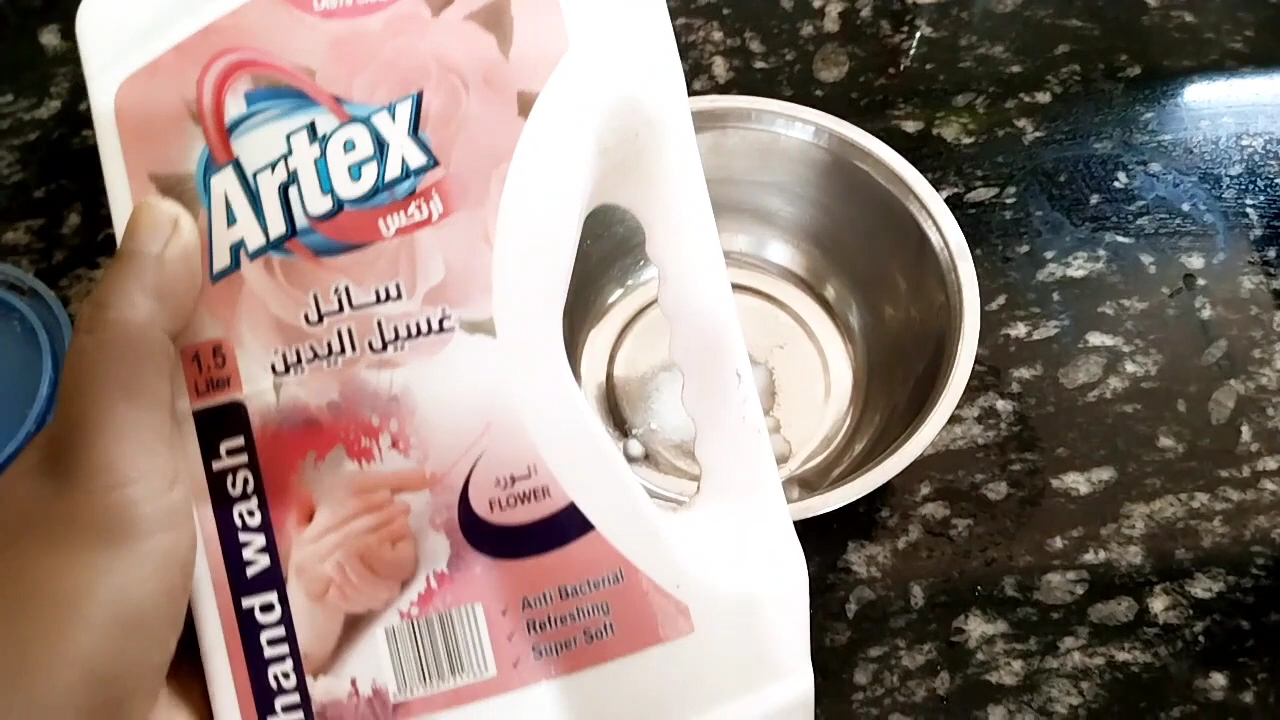 Artex
أرتكس
سائل
غسيل اليدين
1.5
Liter
hand wash
الورد
FLOWER
Anti Bacterial
Refreshing
Super Soft